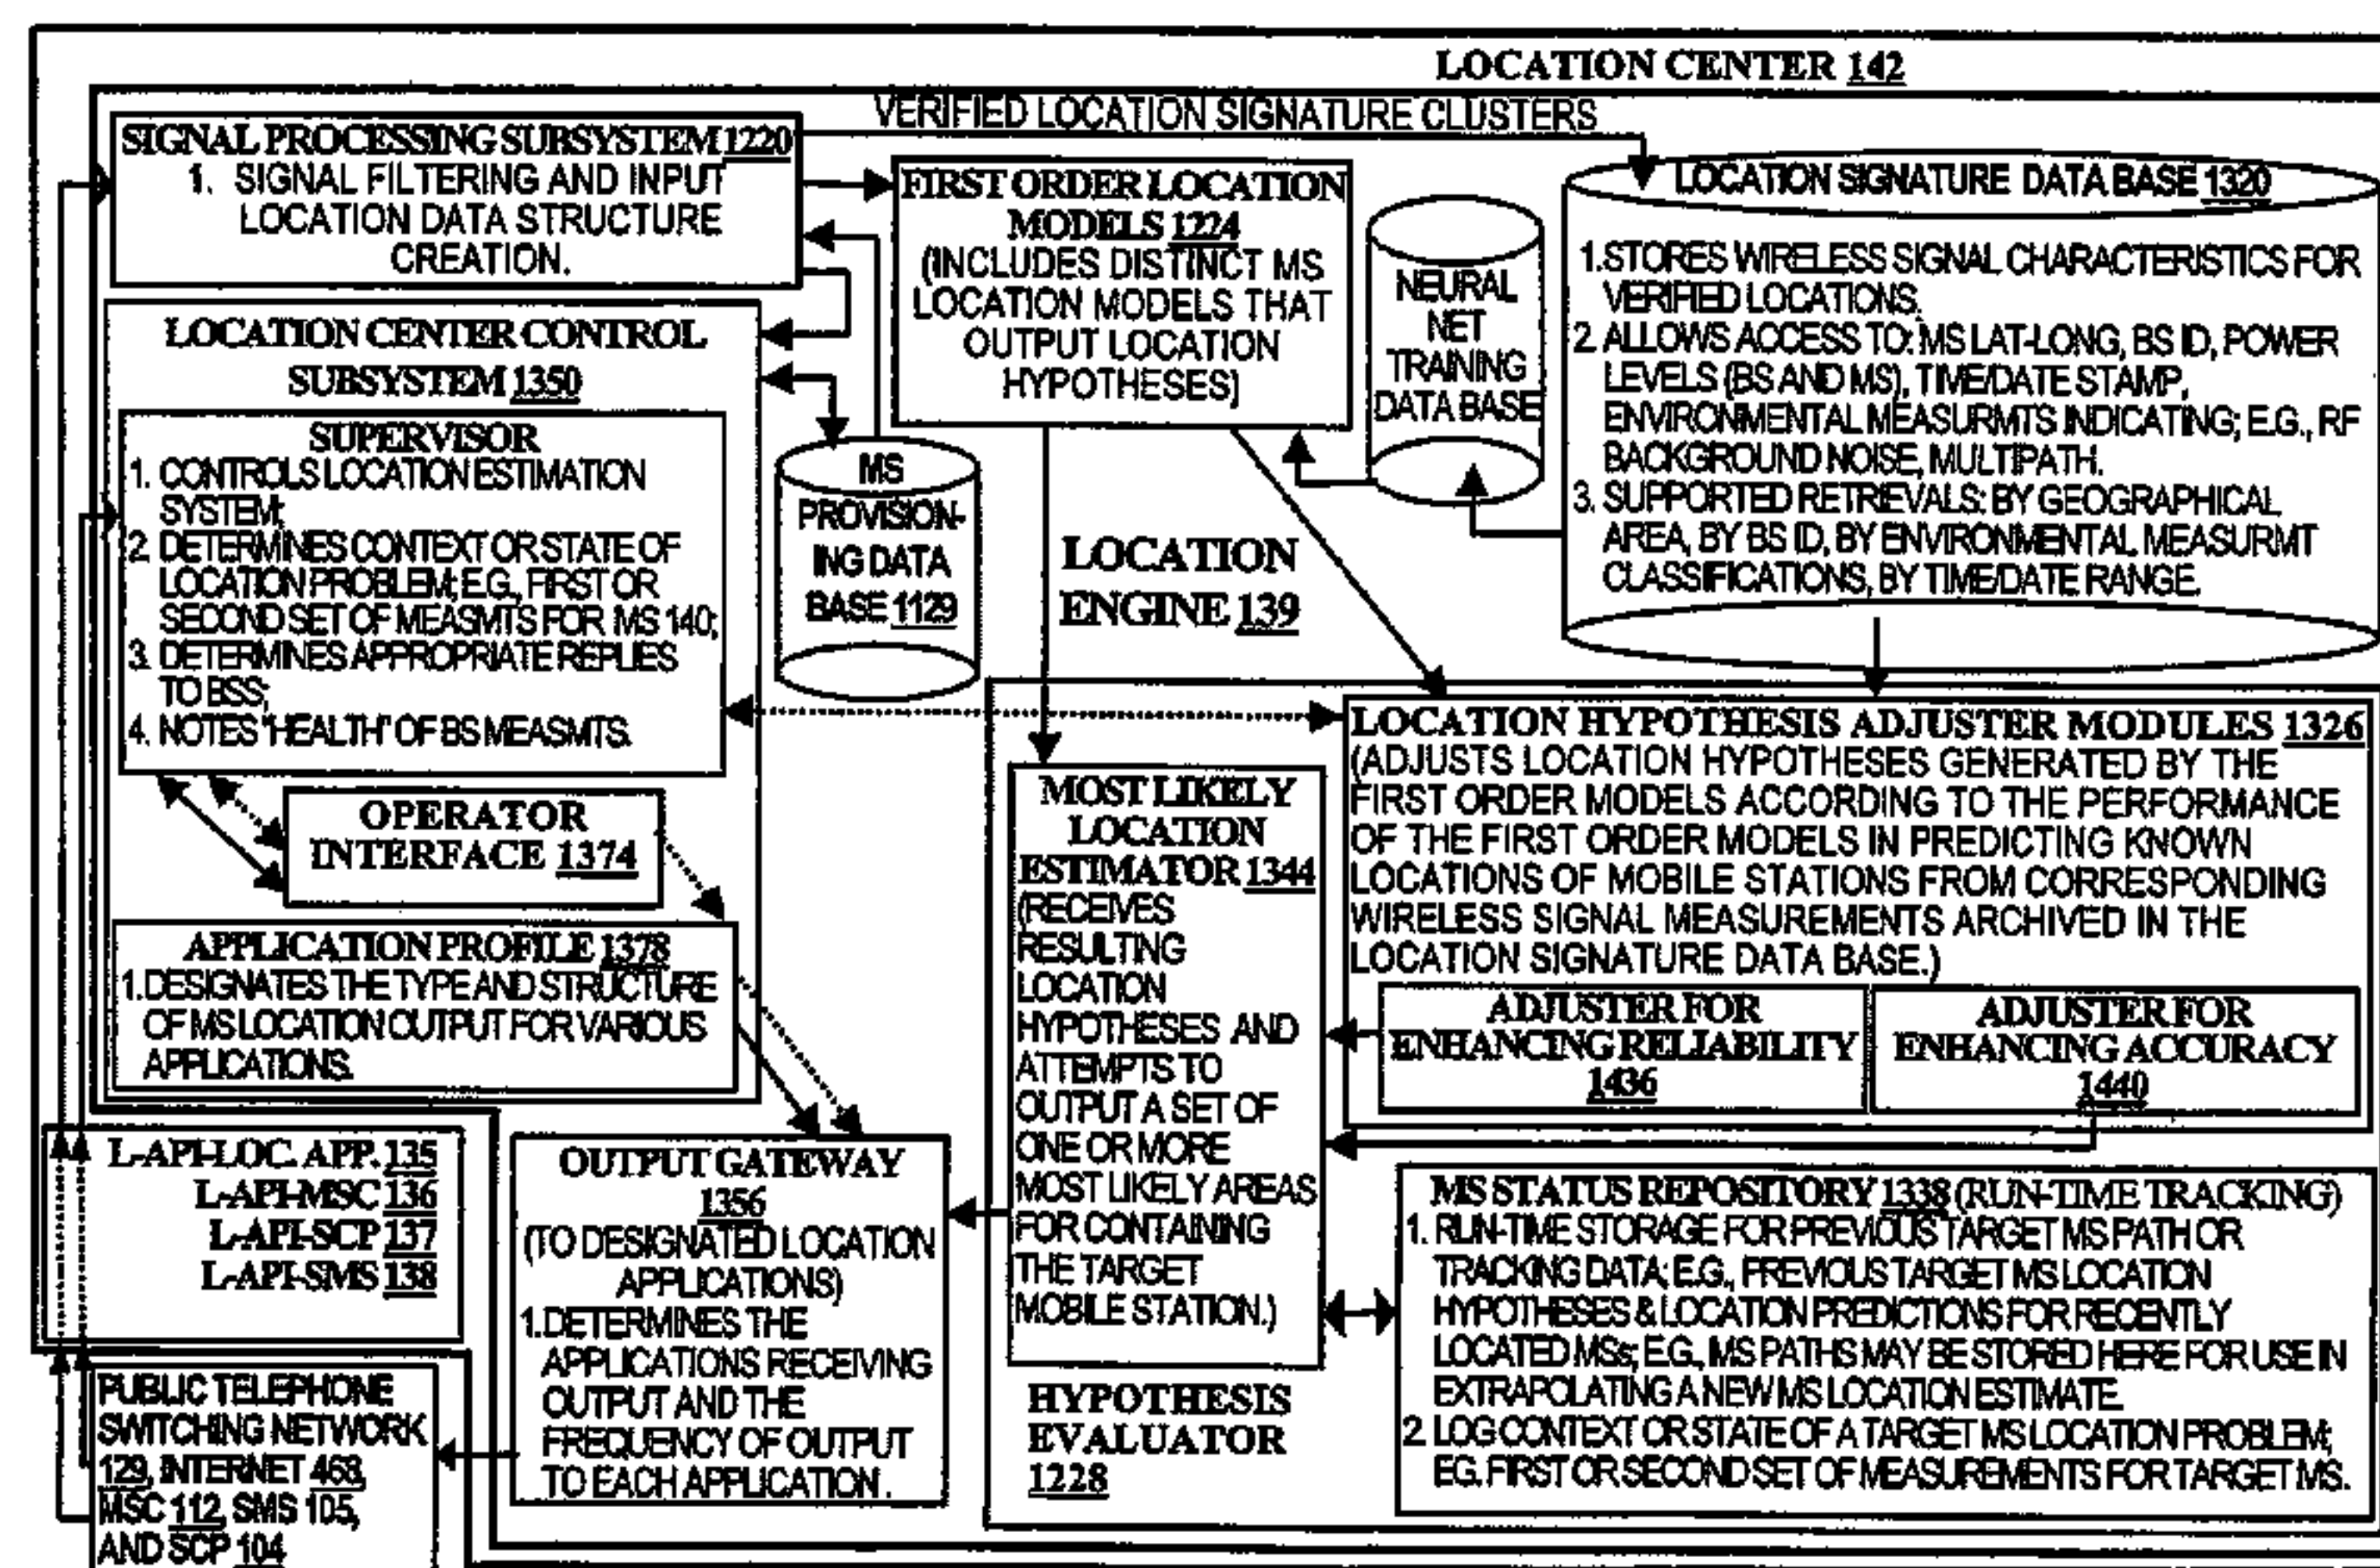 LOCATION CENTER 142
VERIFIED LOCATION SIGNATURE CLUSTERS
SIGNAL PROCESSING SUBSYSTEM 1220
1. SIGNAL FILTERING AND INPUT
LOCATION DATA STRUCTURE
CREATION.
FIRST ORDER LOCATION
MODELS 1224
(INCLUDES DISTINCT MS
LOCATION MODELS THAT
OUTPUT LOCATION
HYPOTHESES)
NEURAL
NET
TRAINING
DATA BASE
LOCATION SIGNATURE DATA BASE 1320
1. STORES WIRELESS SIGNAL CHARACTERISTICS FOR
VERIFIED LOCATIONS.
2. ALLOWS ACCESS TO: MS LAT-LONG, BS ID, POWER
LEVELS (BS AND MS), TIME/DATE STAMP,
ENVIRONMENTAL MEASURMTS INDICATING; E.G., RF
BACKGROUND NOISE, MULTIPATH.
3. SUPPORTED RETRIEVALS: BY GEOGRAPHICAL
AREA, BY BS ID, BY ENVIRONMENTAL MEASURMT
CLASSIFICATIONS, BY TIME/DATE RANGE.
LOCATION CENTER CONTROL
SUBSYSTEM 1350
SUPERVISOR
1. CONTROLS LOCATION ESTIMATION
SYSTEM;
2. DETERMINES CONTEXT OR STATE OF
LOCATION PROBLEM; E.G., FIRST OR
SECOND SET OF MEASMTS FOR MS 140;
3. DETERMINES APPROPRIATE REPLIES
TO BSS;
4. NOTES "HEALTH" OF BS MEASMTS.
MS
PROVISION-
ING DATA
BASE 1129
LOCATION
ENGINE 139
OPERATOR
INTERFACE 1374
APPLICATION PROFILE 1378
1. DESIGNATES THE TYPE AND STRUCTURE
OF MS LOCATION OUTPUT FOR VARIOUS
APPLICATIONS.
MOST LIKELY
LOCATION
ESTIMATOR 1344
(RECEIVES
RESULTING
LOCATION
HYPOTHESES AND
ATTEMPTS TO
OUTPUT A SET OF
ONE OR MORE
MOST LIKELY AREAS
FOR CONTAINING
THE TARGET
MOBILE STATION.)
HYPOTHESIS
EVALUATOR
1228
LOCATION HYPOTHESIS ADJUSTER MODULES 1326
(ADJUSTS LOCATION HYPOTHESES GENERATED BY THE
FIRST ORDER MODELS ACCORDING TO THE PERFORMANCE
OF THE FIRST ORDER MODELS IN PREDICTING KNOWN
LOCATIONS OF MOBILE STATIONS FROM CORRESPONDING
WIRELESS SIGNAL MEASUREMENTS ARCHIVED IN THE
LOCATION SIGNATURE DATA BASE.)
ADJUSTER FOR
ENHANCING RELIABILITY
1436
ADJUSTER FOR
ENHANCING ACCURACY
1440
MS STATUS REPOSITORY 1338 (RUN-TIME TRACKING)
1. RUN-TIME STORAGE FOR PREVIOUS TARGET MS PATH OR
TRACKING DATA; E.G., PREVIOUS TARGET MS LOCATION
HYPOTHESES & LOCATION PREDICTIONS FOR RECENTLY
LOCATED MSs; E.G., MS PATHS MAY BE STORED HERE FOR USE IN
EXTRAPOLATING A NEW MS LOCATION ESTIMATE.
2. LOG CONTEXT OR STATE OF A TARGET MS LOCATION PROBLEM;
EG. FIRST OR SECOND SET OF MEASUREMENTS FOR TARGET MS.
L-API-LOC. APP. 135
L-API-MSC 136
L-API-SCP 137
L-API-SMS 138
OUTPUT GATEWAY
1356
(TO DESIGNATED LOCATION
APPLICATIONS)
1. DETERMINES THE
APPLICATIONS RECEIVING
OUTPUT AND THE
FREQUENCY OF OUTPUT
TO EACH APPLICATION.
PUBLIC TELEPHONE
SWITCHING NETWORK
129, INTERNET 468,
MSC 112, SMS 105,
AND SCP 104